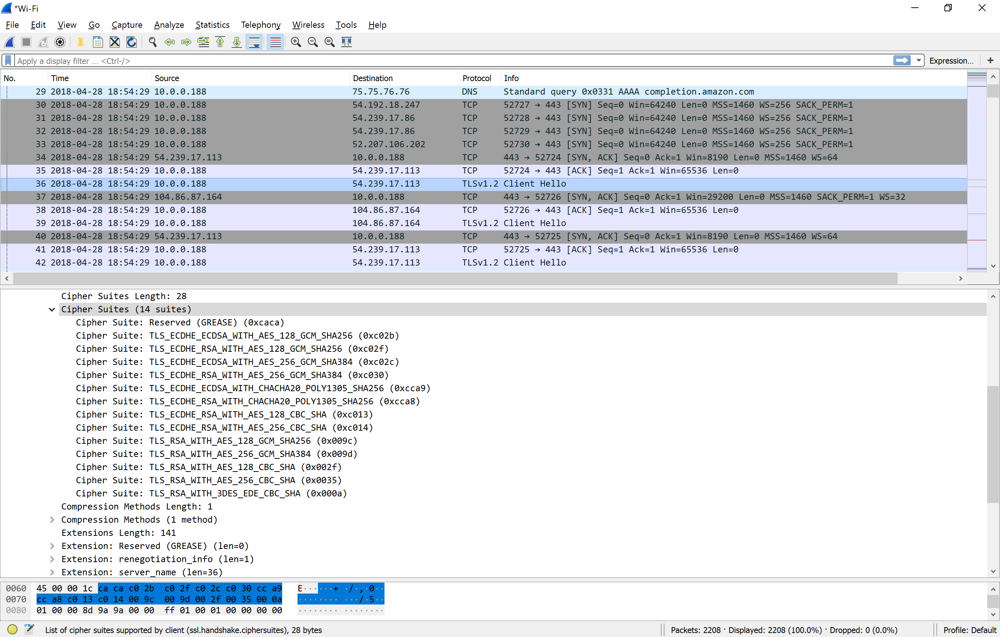 *Wi-Fi
File Edit View Go Capture Analyze Statistics Telephony Wireless Tools Help
Apply a display filter ... <Ctrl-/> Expression... +
No. Time Source Destination Protocol Info
29 2018-04-28 18:54:29 10.0.0.188 75.75.76.76 DNS Standard query 0x0331 AAAA completion.amazon.com
30 2018-04-28 18:54:29 10.0.0.188 54.192.18.247 TCP 52727 → 443 [SYN] Seq=0 Win=64240 Len=0 MSS=1460 WS=256 SACK_PERM=1
31 2018-04-28 18:54:29 10.0.0.188 54.239.17.86 TCP 52728 → 443 [SYN] Seq=0 Win=64240 Len=0 MSS=1460 WS=256 SACK_PERM=1
32 2018-04-28 18:54:29 10.0.0.188 54.239.17.86 TCP 52729 → 443 [SYN] Seq=0 Win=64240 Len=0 MSS=1460 WS=256 SACK_PERM=1
33 2018-04-28 18:54:29 10.0.0.188 52.207.106.202 TCP 52730 → 443 [SYN] Seq=0 Win=64240 Len=0 MSS=1460 WS=256 SACK_PERM=1
34 2018-04-28 18:54:29 54.239.17.113 10.0.0.188 TCP 443 → 52724 [SYN, ACK] Seq=0 Ack=1 Win=8190 Len=0 MSS=1460 WS=64
35 2018-04-28 18:54:29 10.0.0.188 54.239.17.113 TCP 52724 → 443 [ACK] Seq=1 Ack=1 Win=65536 Len=0
36 2018-04-28 18:54:29 10.0.0.188 54.239.17.113 TLSv1.2 Client Hello
37 2018-04-28 18:54:29 104.86.87.164 10.0.0.188 TCP 443 → 52726 [SYN, ACK] Seq=0 Ack=1 Win=29200 Len=0 MSS=1460 SACK_PERM=1 WS=32
38 2018-04-28 18:54:29 10.0.0.188 104.86.87.164 TCP 52726 → 443 [ACK] Seq=1 Ack=1 Win=65536 Len=0
39 2018-04-28 18:54:29 10.0.0.188 104.86.87.164 TLSv1.2 Client Hello
40 2018-04-28 18:54:29 54.239.17.113 10.0.0.188 TCP 443 → 52725 [SYN, ACK] Seq=0 Ack=1 Win=8190 Len=0 MSS=1460 WS=64
41 2018-04-28 18:54:29 10.0.0.188 54.239.17.113 TCP 52725 → 443 [ACK] Seq=1 Ack=1 Win=65536 Len=0
42 2018-04-28 18:54:29 10.0.0.188 54.239.17.113 TLSv1.2 Client Hello
Cipher Suites Length: 28
Cipher Suites (14 suites)
Cipher Suite: Reserved (GREASE) (0xcaca)
Cipher Suite: TLS_ECDHE_ECDSA_WITH_AES_128_GCM_SHA256 (0xc02b)
Cipher Suite: TLS_ECDHE_RSA_WITH_AES_128_GCM_SHA256 (0xc02f)
Cipher Suite: TLS_ECDHE_ECDSA_WITH_AES_256_GCM_SHA384 (0xc02c)
Cipher Suite: TLS_ECDHE_RSA_WITH_AES_256_GCM_SHA384 (0xc030)
Cipher Suite: TLS_ECDHE_ECDSA_WITH_CHACHA20_POLY1305_SHA256 (0xcca9)
Cipher Suite: TLS_ECDHE_RSA_WITH_CHACHA20_POLY1305_SHA256 (0xcca8)
Cipher Suite: TLS_ECDHE_RSA_WITH_AES_128_CBC_SHA (0xc013)
Cipher Suite: TLS_ECDHE_RSA_WITH_AES_256_CBC_SHA (0xc014)
Cipher Suite: TLS_RSA_WITH_AES_128_GCM_SHA256 (0x009c)
Cipher Suite: TLS_RSA_WITH_AES_256_GCM_SHA384 (0x009d)
Cipher Suite: TLS_RSA_WITH_AES_128_CBC_SHA (0x002f)
Cipher Suite: TLS_RSA_WITH_AES_256_CBC_SHA (0x0035)
Cipher Suite: TLS_RSA_WITH_3DES_EDE_CBC_SHA (0x000a)
Compression Methods Length: 1
Compression Methods (1 method)
Extensions Length: 141
Extension: Reserved (GREASE) (len=0)
Extension: renegotiation_info (len=1)
Extension: server_name (len=36)
0060 45 00 00 1c ca ca c0 2b c0 2f c0 2c c0 30 cc a9 E······+ ·/·,·0··
0070 cc a8 c0 13 c0 14 00 9c 00 9d 00 2f 00 35 00 0a ········ ···/·5··
0080 01 00 00 8d 9a 9a 00 00 ff 01 00 01 00 00 00 00 ········ ········
List of cipher suites supported by client (ssl.handshake.ciphersuites), 28 bytes Packets: 2208 · Displayed: 2208 (100.0%) · Dropped: 0 (0.0%) Profile: Default